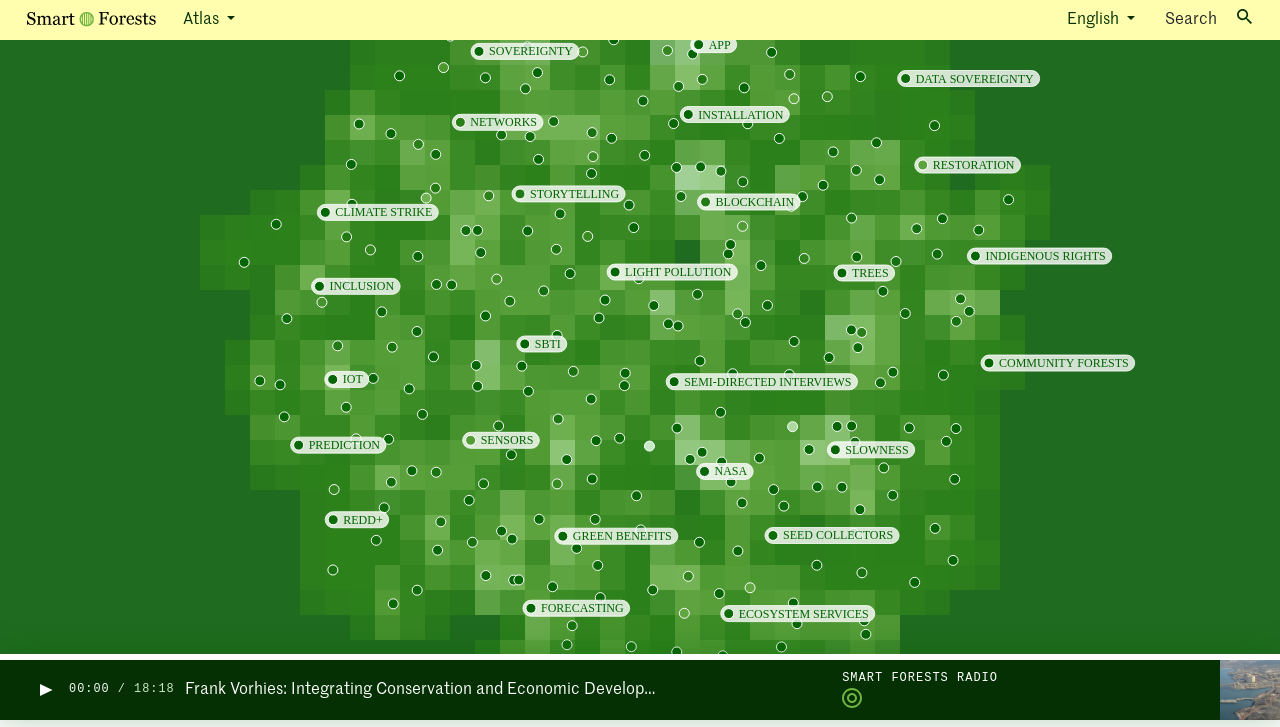 Smart Forests Atlas English Search
SOVEREIGNTY APP
DATA SOVEREIGNTY
NETWORKS INSTALLATION
RESTORATION
STORYTELLING BLOCKCHAIN
CLIMATE STRIKE
INDIGENOUS RIGHTS
LIGHT POLLUTION TREES
INCLUSION
SBTI
COMMUNITY FORESTS
IOT SEMI-DIRECTED INTERVIEWS
PREDICTION SENSORS SLOWNESS
NASA
REDD+
GREEN BENEFITS SEED COLLECTORS
FORECASTING ECOSYSTEM SERVICES
00:00 / 18:18 Frank Vorhies: Integrating Conservation and Economic Develop...
SMART FORESTS RADIO